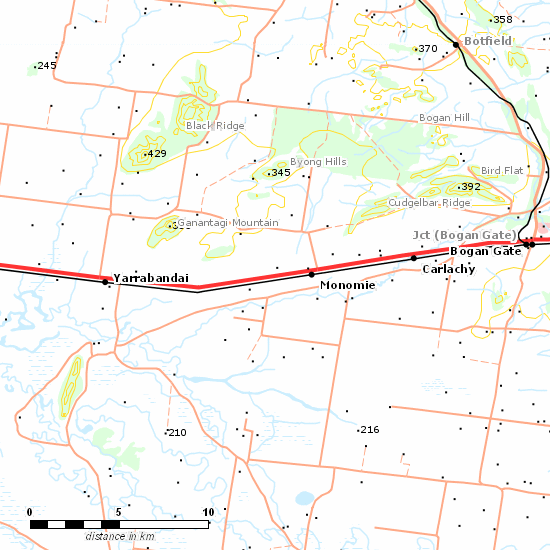 358
Botfield
370
245
Bogan Hill
Black Ridge
429
Byong Hills
345
Bird Flat
392
Cudgelbar Ridge
Ganantagi Mountain
Jct (Bogan Gate)
Bogan Gate
Carlachy
Yarrabandai
Monomie
210
216
0 5 10
distance in km